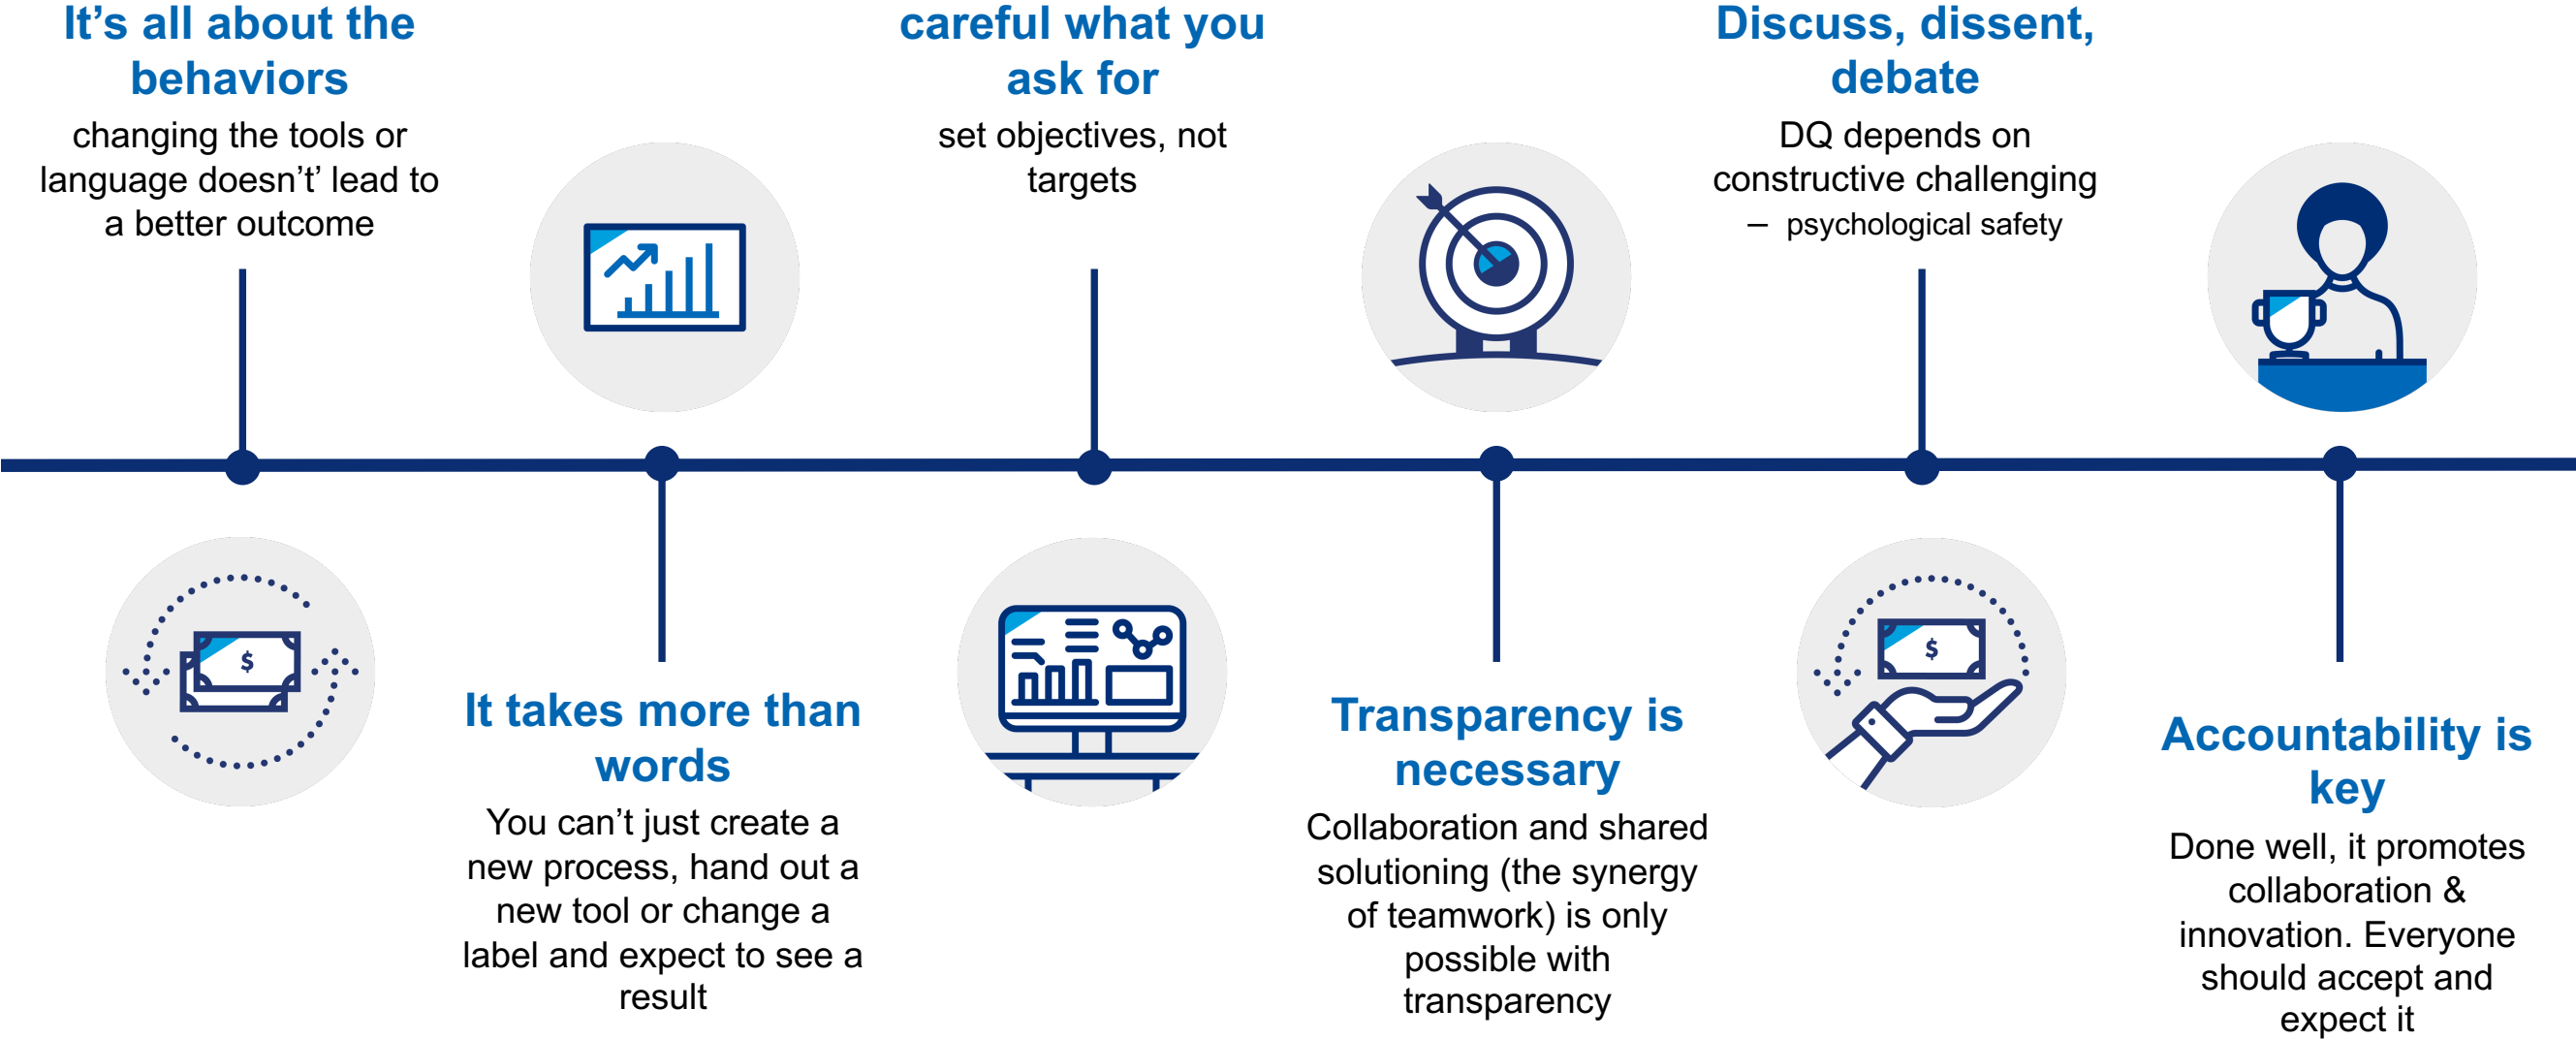 It’s all about the
behaviors
changing the tools or
language doesn’t’ lead to
a better outcome
careful what you
ask for
set objectives, not
targets
Discuss, dissent,
debate
DQ depends on
constructive challenging
– psychological safety
$
It takes more than
words
You can’t just create a
new process, hand out a
new tool or change a
label and expect to see a
result
Transparency is
necessary
Collaboration and shared
solutioning (the synergy
of teamwork) is only
possible with
transparency
$
Accountability is
key
Done well, it promotes
collaboration &
innovation. Everyone
should accept and
expect it